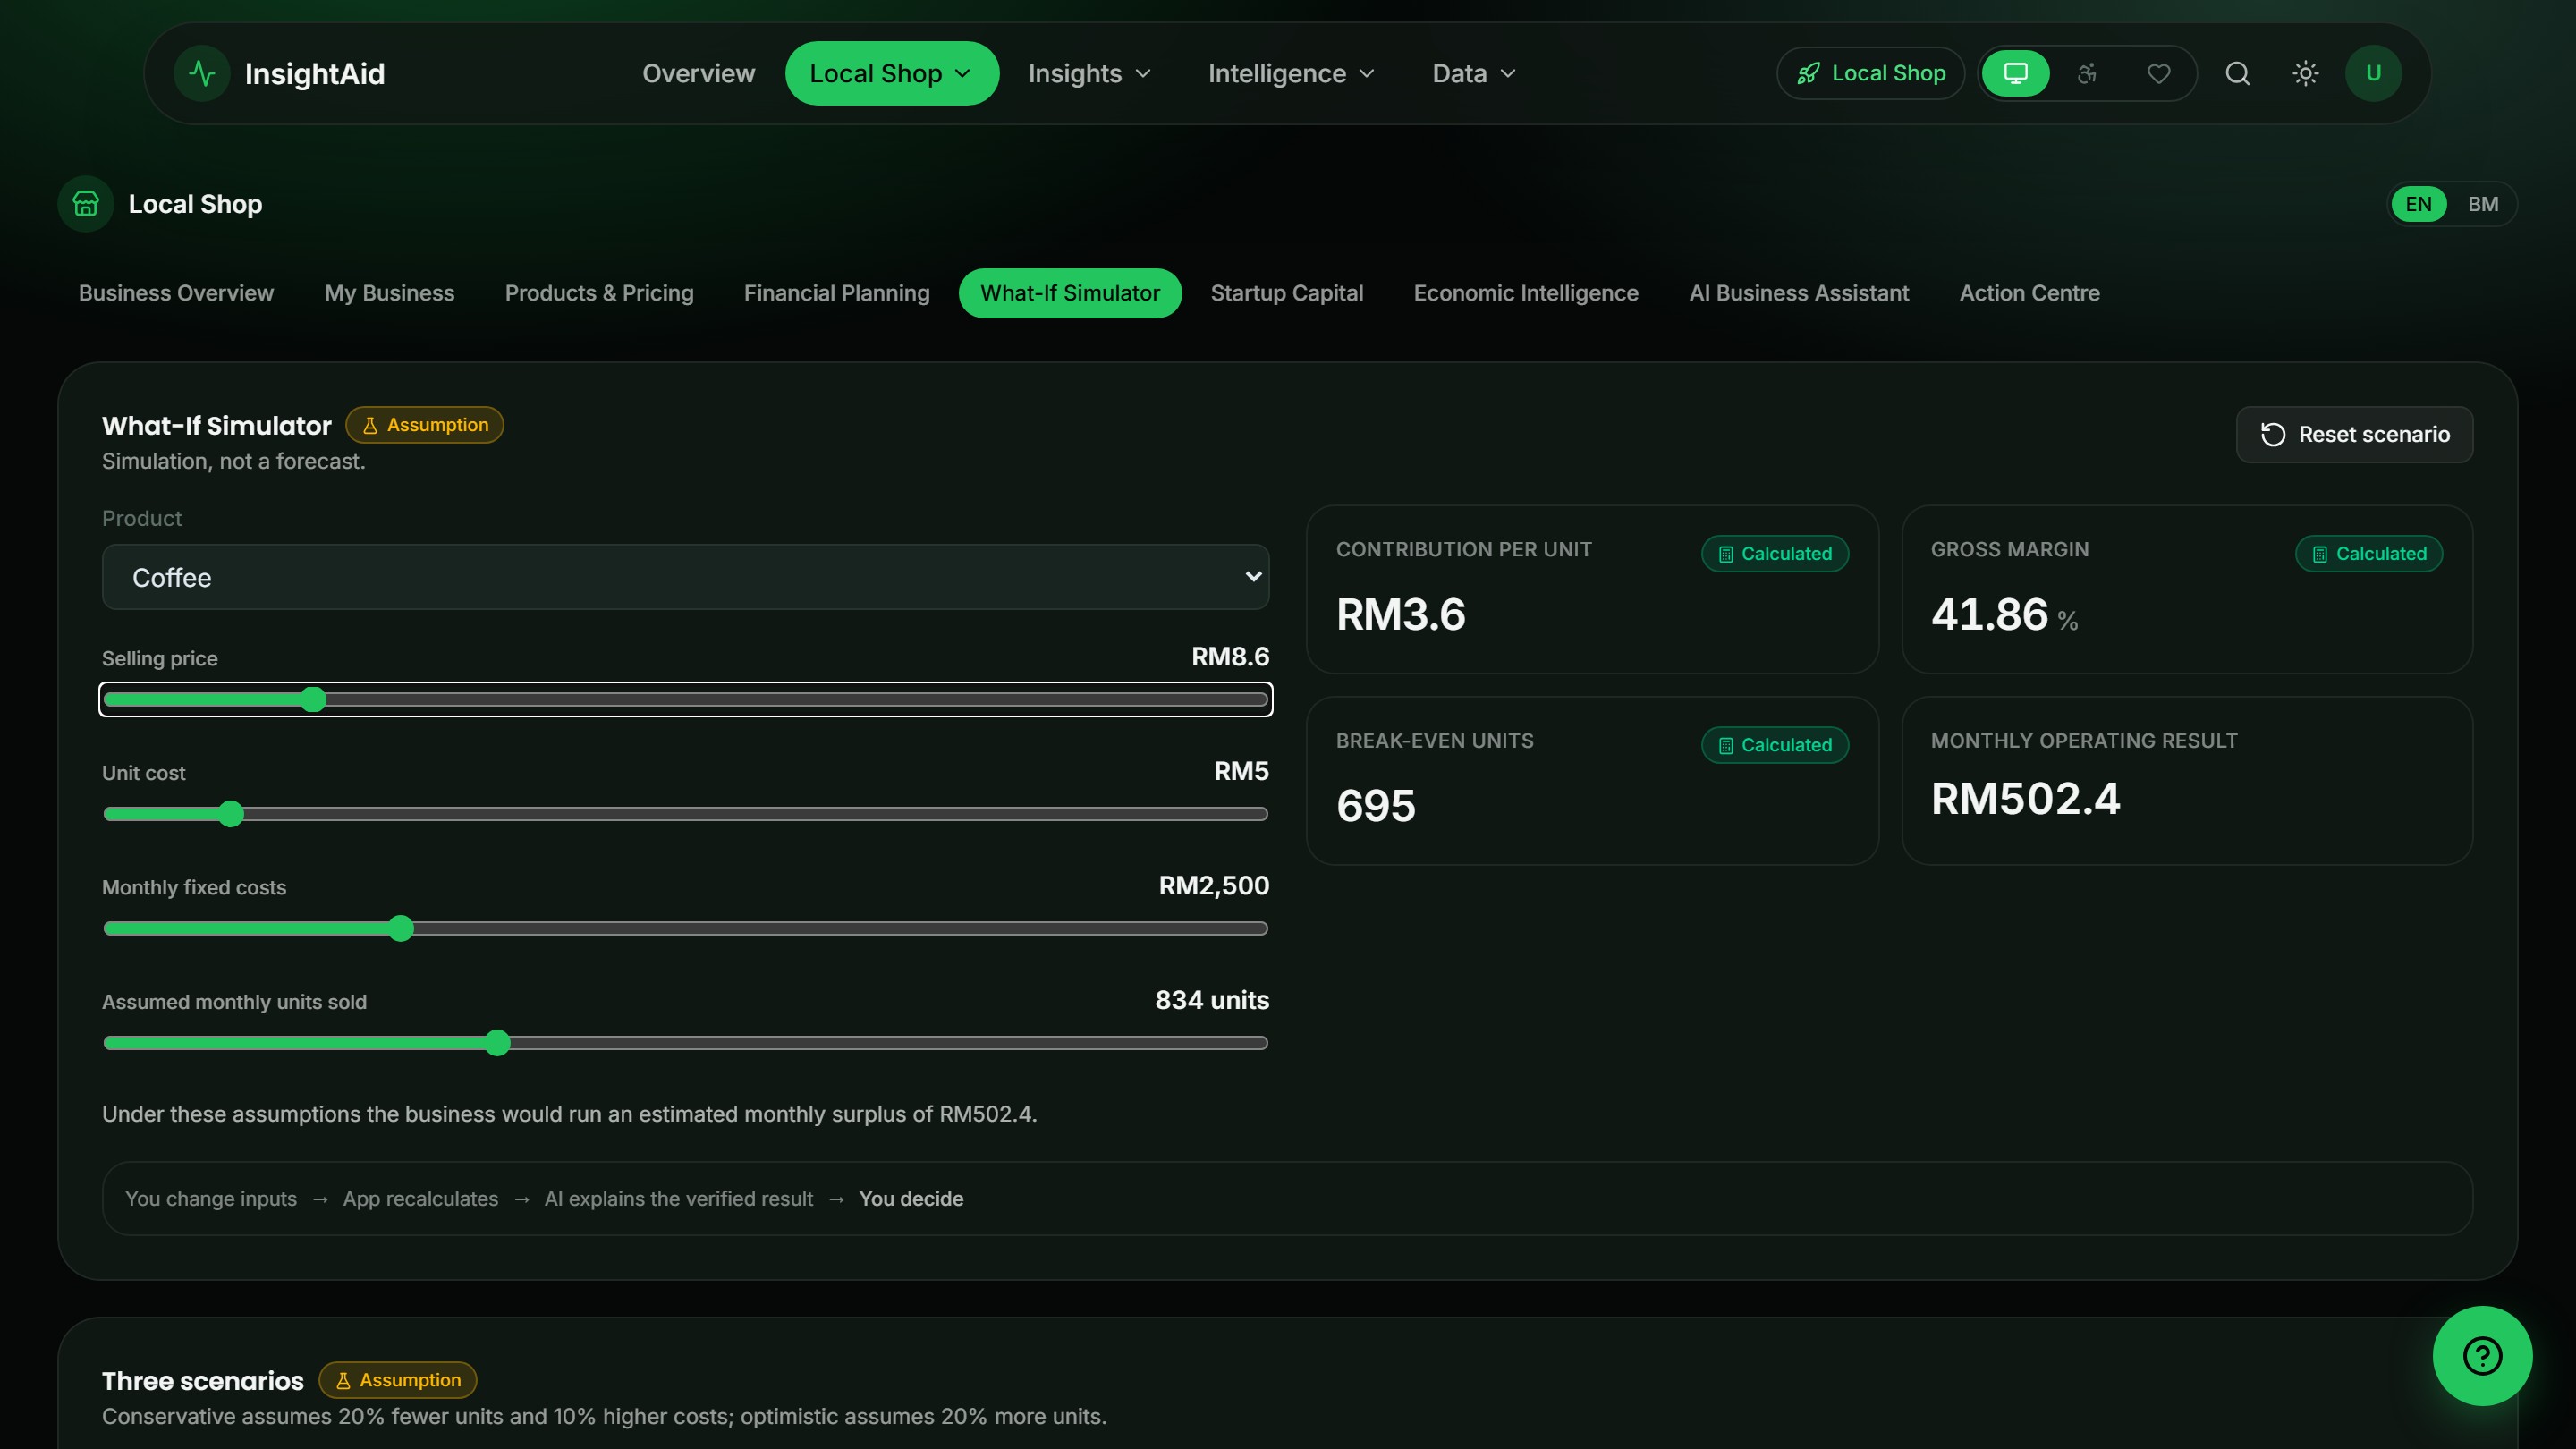 InsightAid
Overview
Local Shop
Insights
Intelligence
Data
Local Shop
U
Local Shop
EN
BM
Business Overview
My Business
Products & Pricing
Financial Planning
What-If Simulator
Startup Capital
Economic Intelligence
AI Business Assistant
Action Centre
What-If Simulator
Assumption
Simulation, not a forecast.
Reset scenario
Product
Coffee
Selling price
RM8.6
Unit cost
RM5
Monthly fixed costs
RM2,500
Assumed monthly units sold
834 units
CONTRIBUTION PER UNIT
Calculated
RM3.6
GROSS MARGIN
Calculated
41.86 %
BREAK-EVEN UNITS
Calculated
695
MONTHLY OPERATING RESULT
RM502.4
Under these assumptions the business would run an estimated monthly surplus of RM502.4.
You change inputs → App recalculates → AI explains the verified result → You decide
Three scenarios
Assumption
Conservative assumes 20% fewer units and 10% higher costs; optimistic assumes 20% more units.